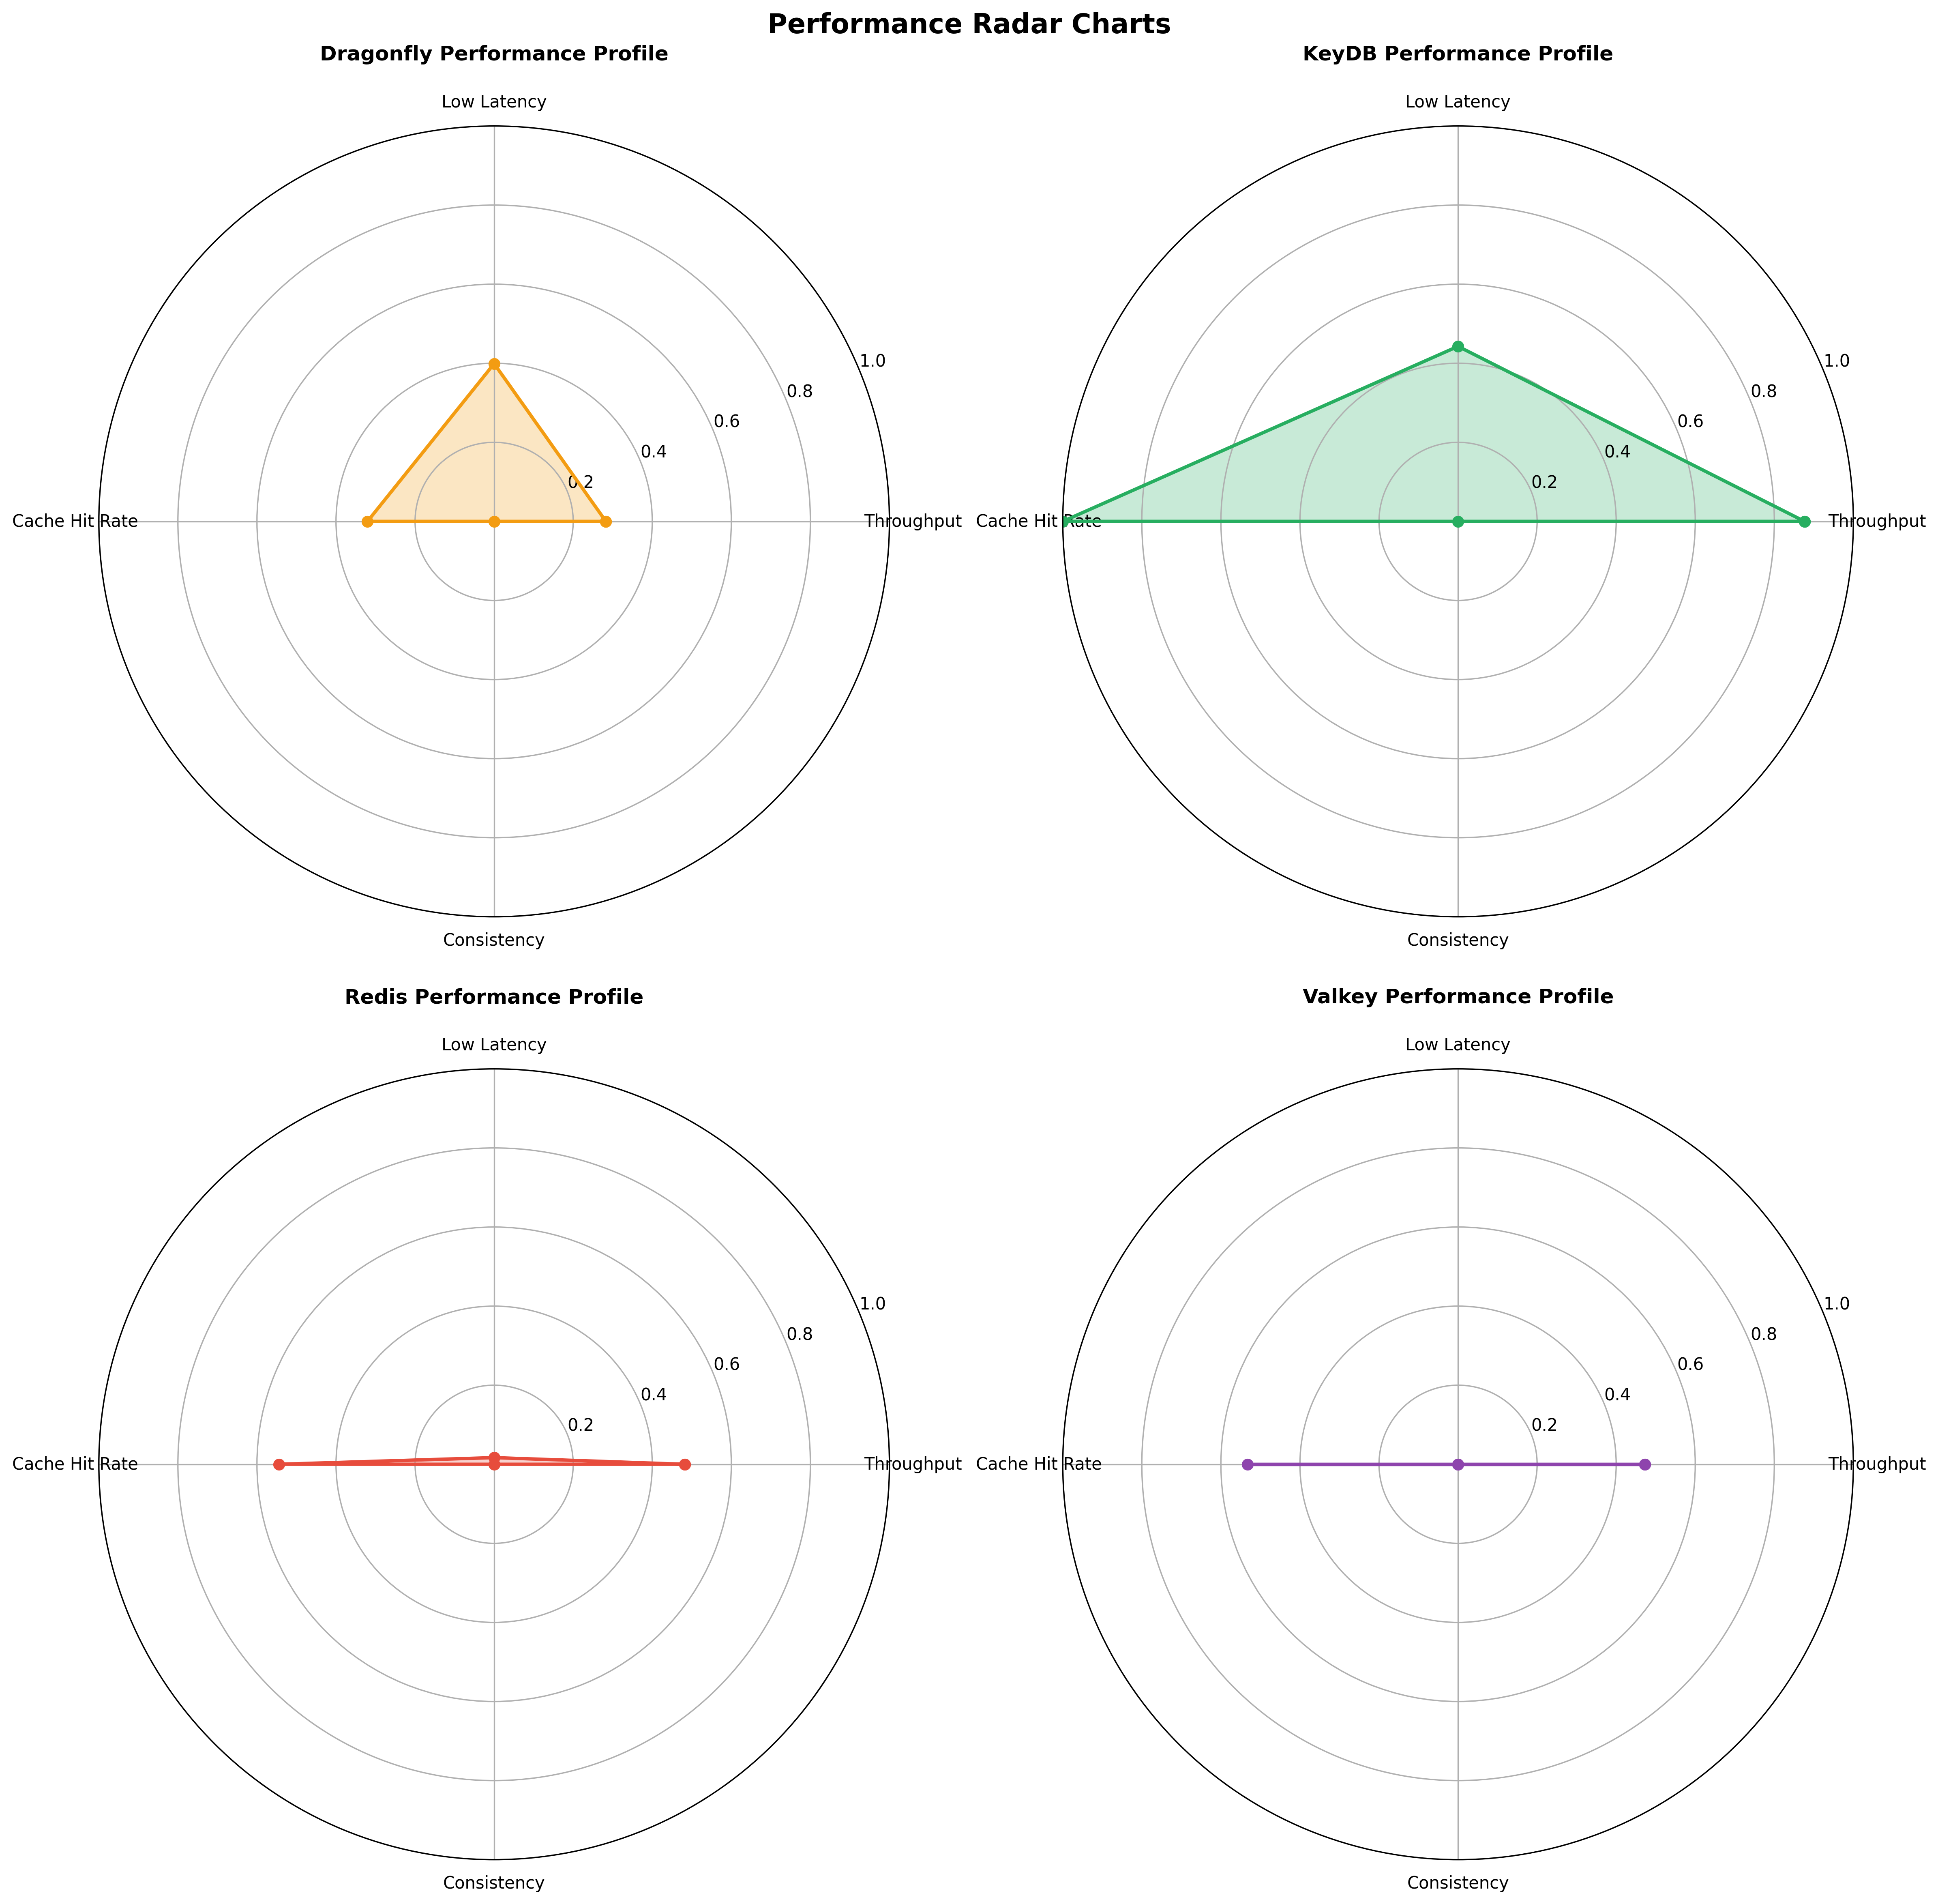 Performance Radar Charts
Dragonfly Performance Profile
Low Latency
1.0
0.8
0.6
0.4
0.2
Cache Hit Rate
Throughput
Consistency
KeyDB Performance Profile
Low Latency
1.0
0.8
0.6
0.4
0.2
Cache Hit Rate
Throughput
Consistency
Redis Performance Profile
Low Latency
1.0
0.8
0.6
0.4
0.2
Cache Hit Rate
Throughput
Consistency
Valkey Performance Profile
Low Latency
1.0
0.8
0.6
0.4
0.2
Cache Hit Rate
Throughput
Consistency